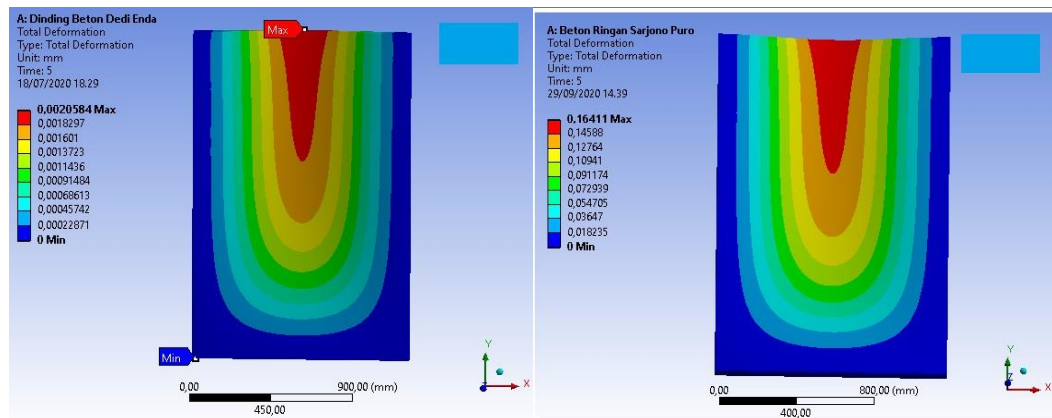 A: Dinding Beton Dedi Enda
Total Deformation
Type: Total Deformation
Unit: mm
Time: 5
18/07/2020 18.29
0,0020584 Max
0,0018297
0,001601
0,0013723
0,0011436
0,00091484
0,00068613
0,00045742
0,00022871
0 Min
Max
Min
0,00
900,00 (mm)
450,00
Y
Z
X
A: Beton Ringan Sarjono Puro
Total Deformation
Type: Total Deformation
Unit: mm
Time: 5
29/09/2020 14.39
0,16411 Max
0,14588
0,12764
0,10941
0,091174
0,072939
0,054705
0,03647
0,018235
0 Min
0,00
800,00 (mm)
400,00
Y
Z
X